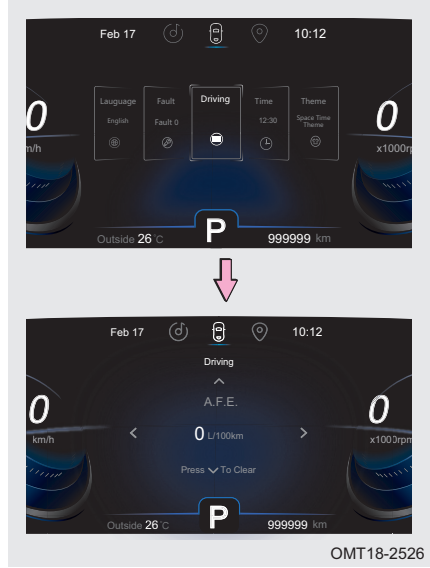 Feb 17 10:12
Lauguage Fault Driving Time Theme
English Fault 0 12:30 Space Time
Theme
0 0
m/h x1000rp
P
Outside 26°C 999999 km
Feb 17 10:12
Driving
A.F.E.
0 0 L/100km 0
km/h x1000rpm
Press To Clear
P
Outside 26°C 999999 km
OMT18-2526